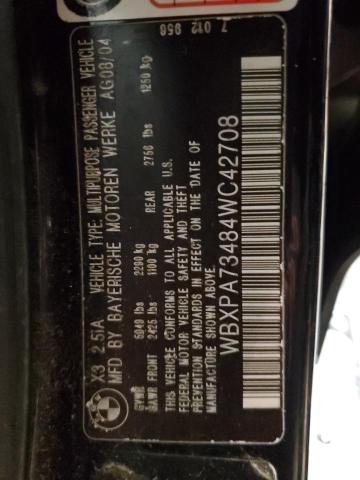 7 012 956
X3 2.5IA VEHICLE TYPE: MULTIPURPOSE PASSENGER VEHICLE
MFD BY BAYERISCHE MOTOREN WERKE AG 08/04
GVWR 5049 lbs 2290 kg
GAWR FRONT 2425 lbs 1100 kg REAR 2756 lbs 1250 kg
THIS VEHICLE CONFORMS TO ALL APPLICABLE U.S.
FEDERAL MOTOR VEHICLE SAFETY AND THEFT
PREVENTION STANDARDS IN EFFECT ON THE DATE OF
MANUFACTURE SHOWN ABOVE.
WBXPA73484WC42708